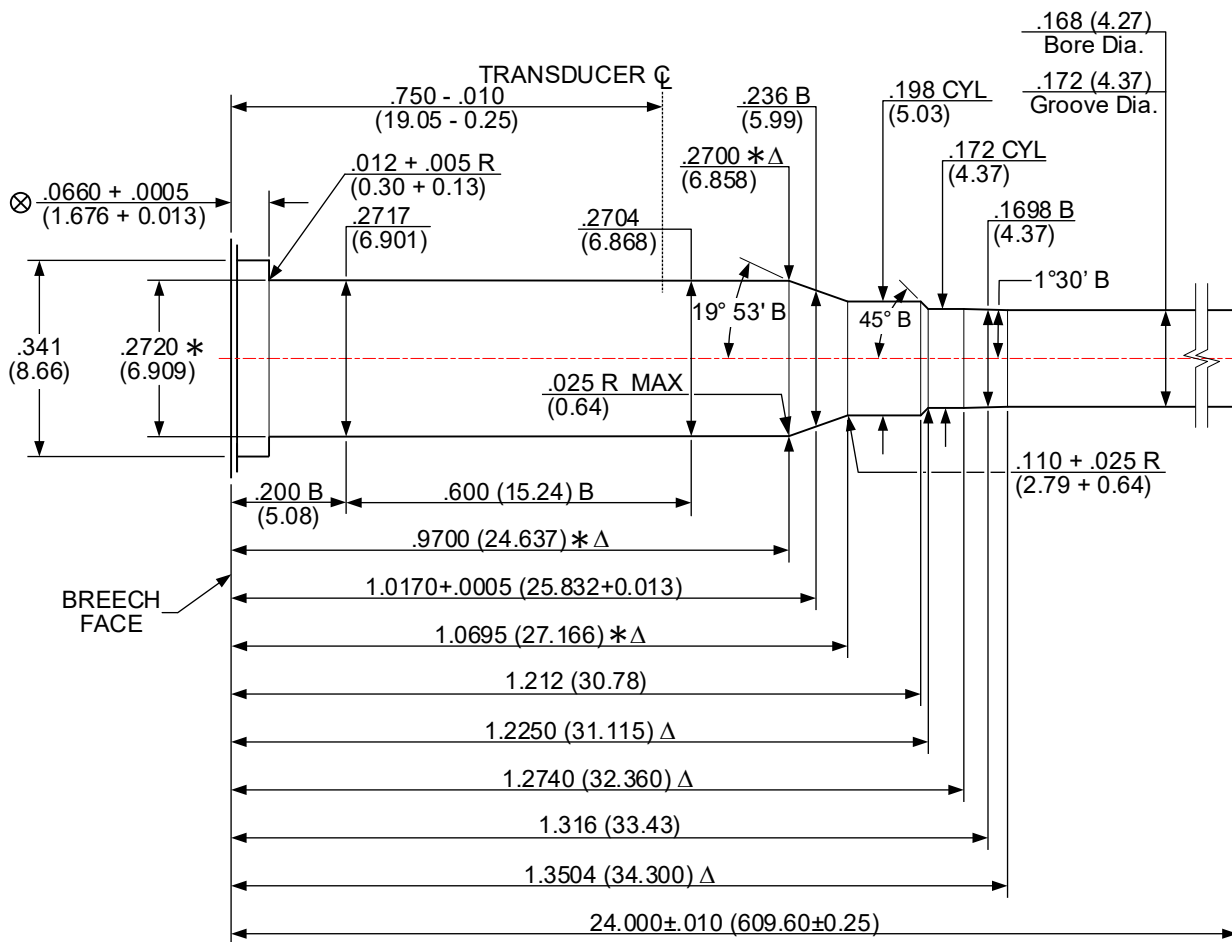 .168 (4.27)
Bore Dia.
.172 (4.37)
Groove Dia.
TRANSDUCER ℄
.750 - .010
(19.05 - 0.25)
.236 B
(5.99)
.198 CYL
(5.03)
.012 + .005 R
(0.30 + 0.13)
.2700 * Δ
(6.858)
.172 CYL
(4.37)
⊗ .0660 + .0005
(1.676 + 0.013)
.2717
(6.901)
.2704
(6.868)
.1698 B
(4.37)
1°30' B
19° 53' B
45° B
.341
(8.66)
.2720 *
(6.909)
.025 R MAX
(0.64)
.110 + .025 R
(2.79 + 0.64)
.200 B
(5.08)
.600 (15.24) B
.9700 (24.637) * Δ
1.0170+.0005 (25.832+0.013)
BREECH
FACE
1.0695 (27.166) * Δ
1.212 (30.78)
1.2250 (31.115) Δ
1.2740 (32.360) Δ
1.316 (33.43)
1.3504 (34.300) Δ
24.000±.010 (609.60±0.25)